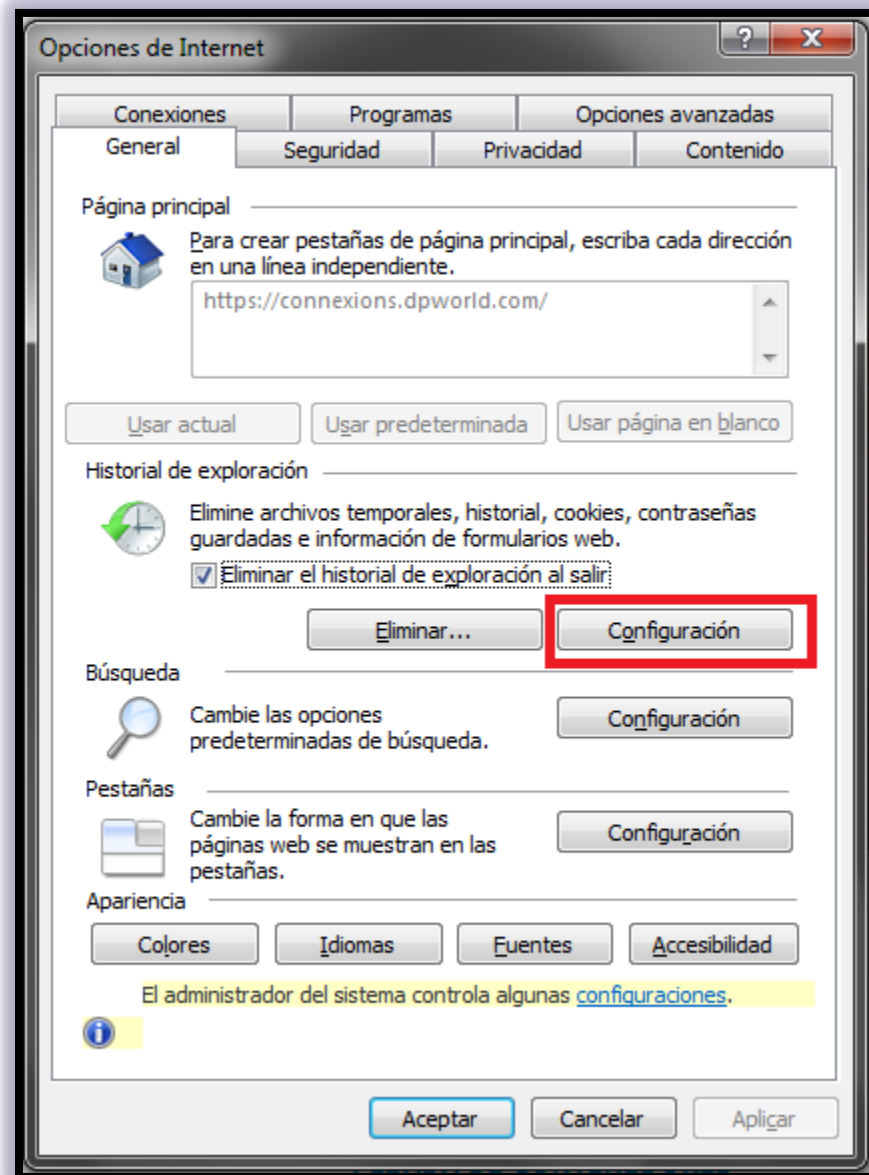 Opciones de Internet
Conexiones Programas Opciones avanzadas
General Seguridad Privacidad Contenido
Página principal
Para crear pestañas de página principal, escriba cada dirección
en una línea independiente.
https://connexions.dpworld.com/
Usar actual Usar predeterminada Usar página en blanco
Historial de exploración
Elimine archivos temporales, historial, cookies, contraseñas
guardadas e información de formularios web.
Eliminar el historial de exploración al salir
Eliminar... Configuración
Búsqueda
Cambie las opciones
predeterminadas de búsqueda.
Configuración
Pestañas
Cambie la forma en que las
páginas web se muestran en las
pestañas.
Configuración
Apariencia
Colores Idiomas Fuentes Accesibilidad
El administrador del sistema controla algunas configuraciones.
Aceptar Cancelar Aplicar